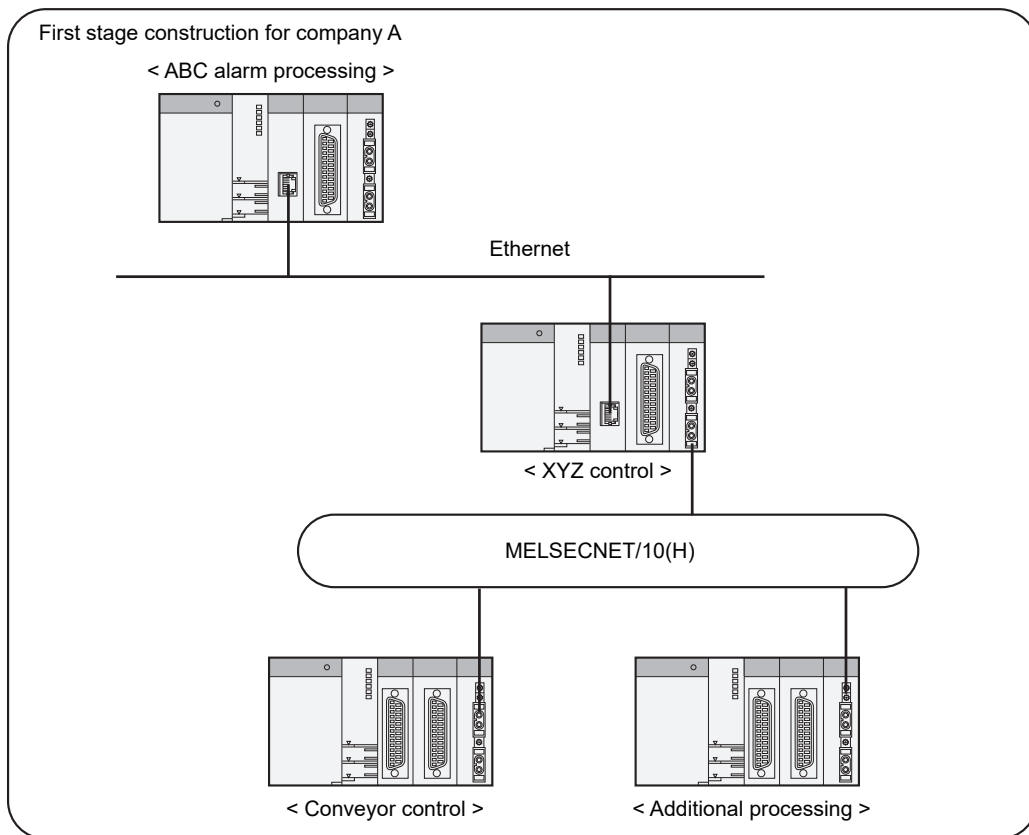 First stage construction for company A
< ABC alarm processing >
Ethernet
< XYZ control >
MELSECNET/10(H)
< Conveyor control >
< Additional processing >